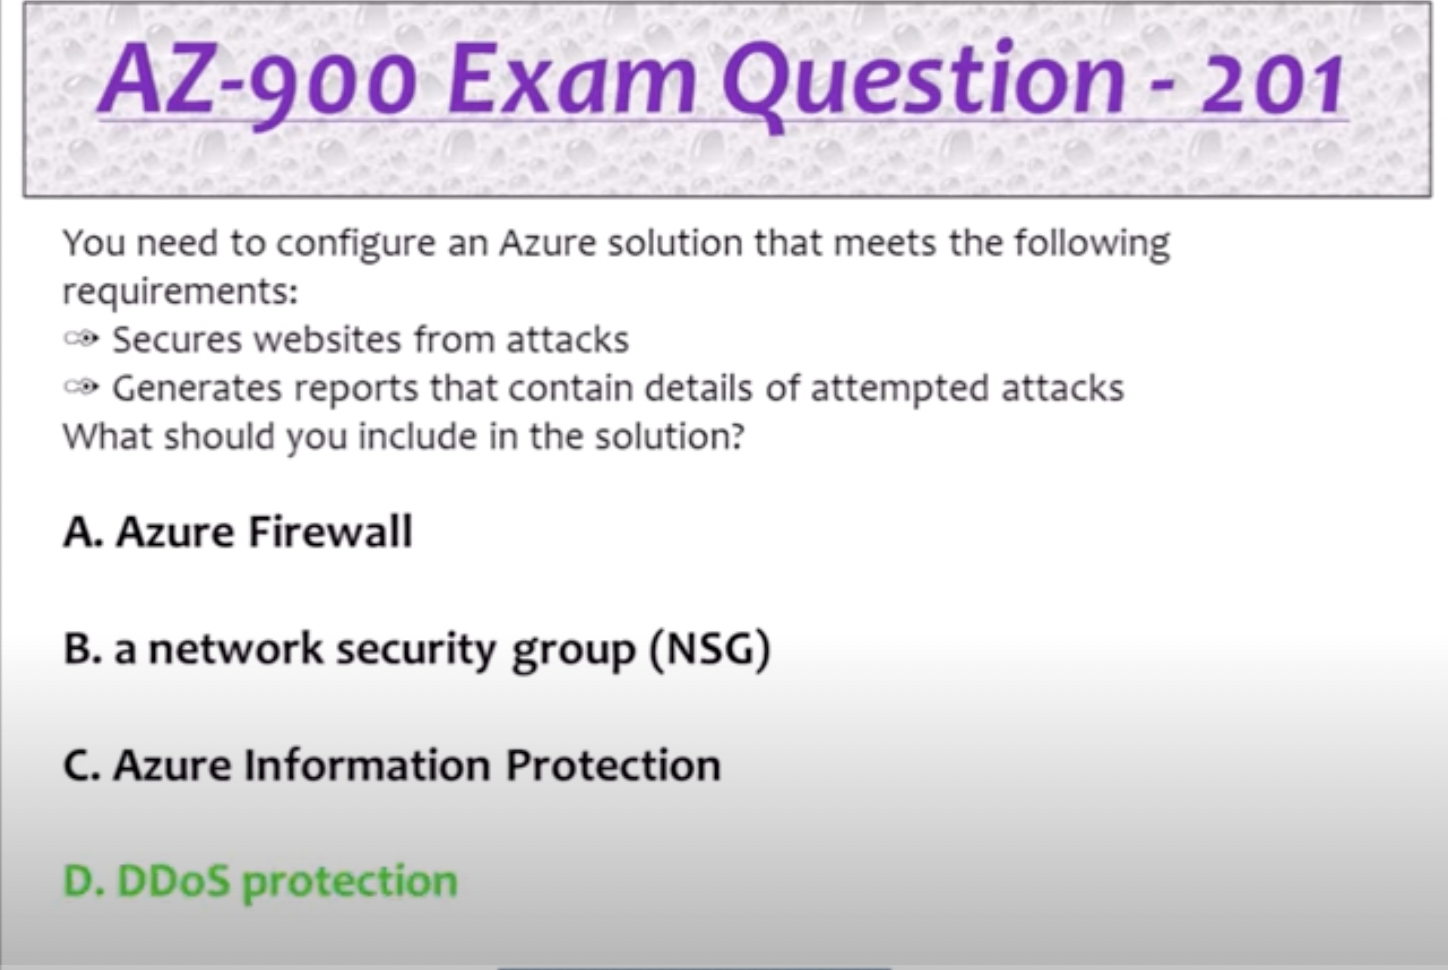 AZ-900 Exam Question - 201
You need to configure an Azure solution that meets the following
requirements:
Secures websites from attacks
Generates reports that contain details of attempted attacks
What should you include in the solution?
A. Azure Firewall
B. a network security group (NSG)
C. Azure Information Protection
D. DDoS protection